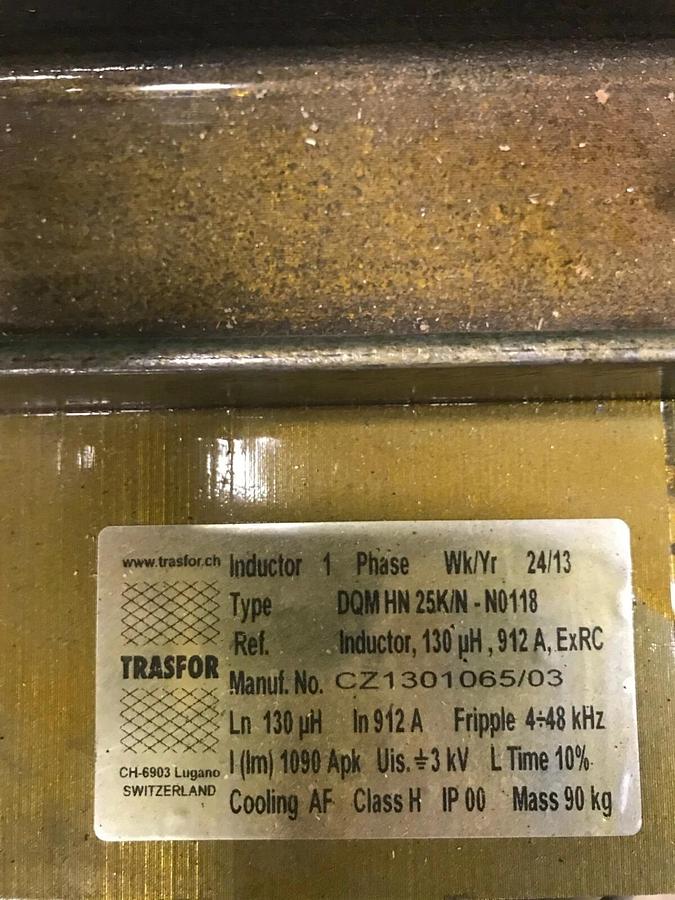 www.trasfor.ch
TRASFOR
CH-6903 Lugano
SWITZERLAND
Inductor 1 Phase Wk/Yr 24/13
Type DQM HN 25K/N - N0118
Ref. Inductor, 130 µH , 912 A, ExRC
Manuf. No. CZ1301065/03
Ln 130 µH In 912 A Fripple 4÷48 kHz
I (lm) 1090 Apk Uis. ⏚ 3 kV L Time 10%
Cooling AF Class H IP 00 Mass 90 kg